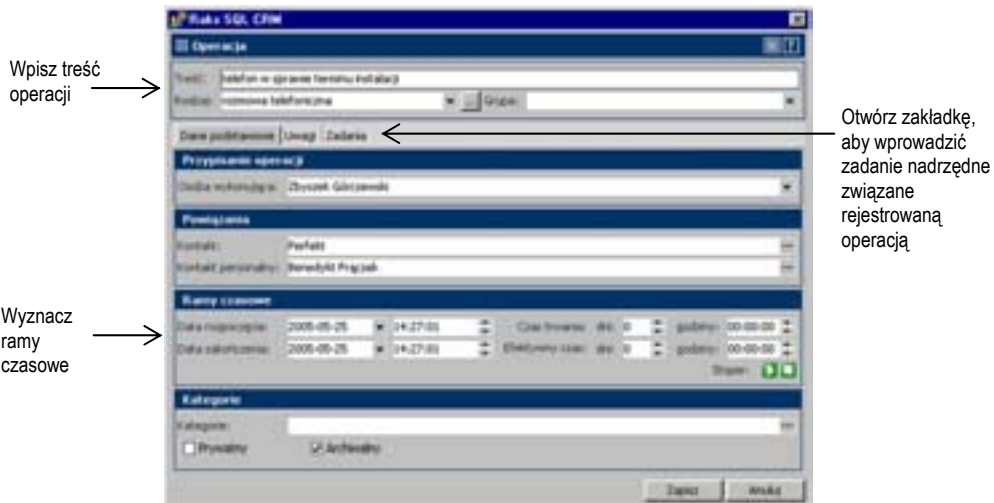 Raks SQL CRM
Operacja
Wpisz treść
operacji
Treść: telefon w sprawie terminu instalacji
Rodzaj: rozmowa telefoniczna Grupa:
Otwórz zakładkę,
aby wprowadzić
zadanie nadrzędne
związane
rejestrowaną
operacją
Dane podstawowe Uwagi Zadania
Przypisanie operacji
Osoba wykonująca: Zbyszek Górczewski
Powiązania
Kontakt: Perfekt
Kontakt personalny: Benedykt Prączek
Wyznacz
ramy
czasowe
Ramy czasowe
Data rozpoczęcia: 2005-05-25 14:27:01 Czas trwania: dni: 0 godziny: 00:00:00
Data zakończenia: 2005-05-25 14:27:01 Efektywny czas: dni: 0 godziny: 00:00:00
Stoper:
Kategorie
Kategorie:
Prywatny Archiwalny
Zapisz Anuluj